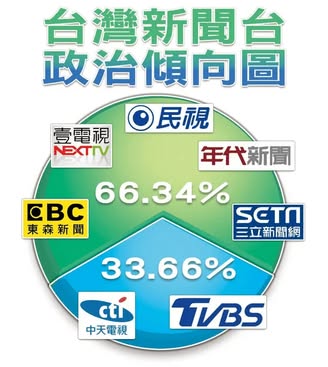 台灣新聞台
政治傾向圖
民視
壹電視
NEXTTV
年代新聞
66.34%
EBC
東森新聞
SETN
三立新聞網
33.66%
cti
中天電視
TVBS